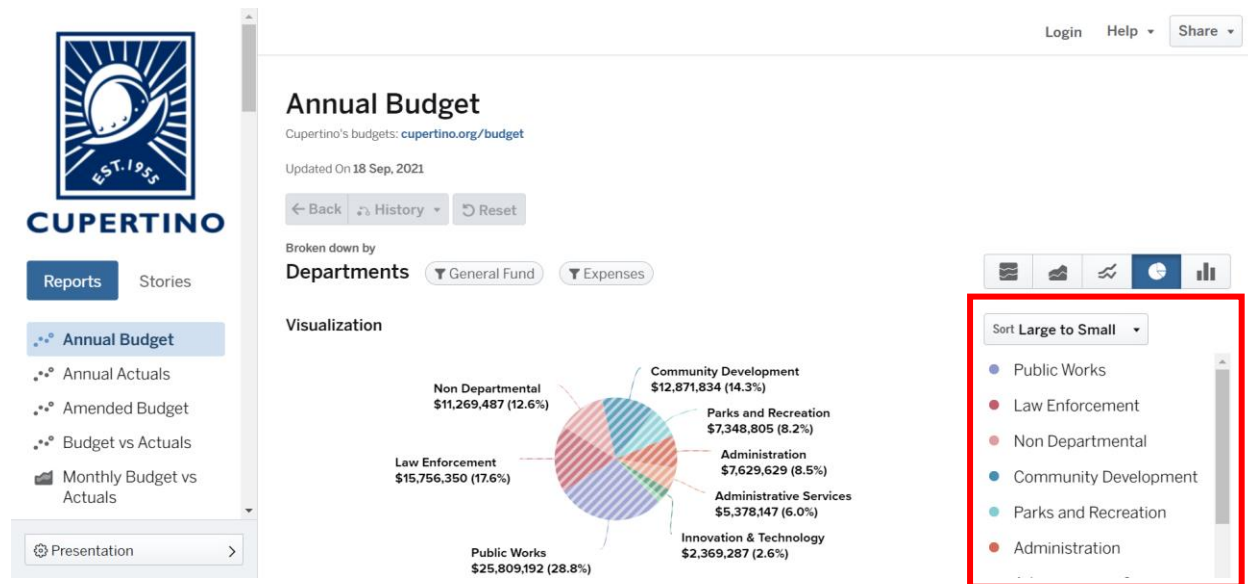 EST. 1955
CUPERTINO
Reports
Stories
Annual Budget
Annual Actuals
Amended Budget
Budget vs Actuals
Monthly Budget vs
Actuals
Presentation
Login
Help
Share
Annual Budget
Cupertino's budgets: cupertino.org/budget
Updated On 18 Sep, 2021
Back
History
Reset
Broken down by
Departments
General Fund
Expenses
Visualization
Community Development
$12,871,834 (14.3%)
Non Departmental
$11,269,487 (12.6%)
Parks and Recreation
$7,348,805 (8.2%)
Administration
$7,629,629 (8.5%)
Law Enforcement
$15,756,350 (17.6%)
Administrative Services
$5,378,147 (6.0%)
Innovation & Technology
$2,369,287 (2.6%)
Public Works
$25,809,192 (28.8%)
Sort Large to Small
Public Works
Law Enforcement
Non Departmental
Community Development
Parks and Recreation
Administration